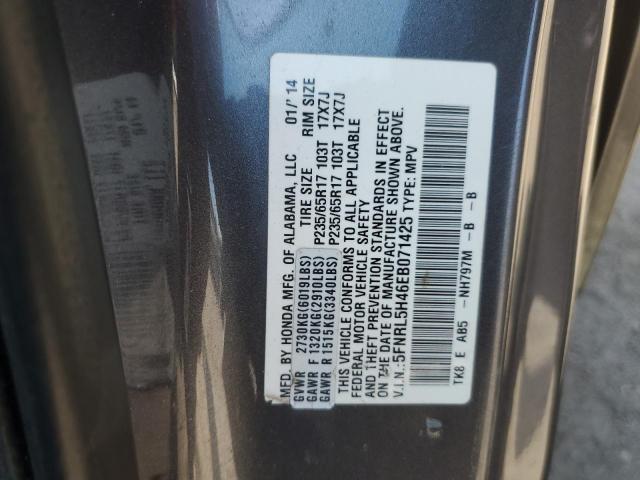 MFD. BY HONDA MFG. OF ALABAMA, LLC 01/'14
GVWR 2730KG(6019LBS) TIRE SIZE RIM SIZE
GAWR F 1320KG(2910LBS) P235/65R17 103T 17X7J
GAWR R 1515KG(3340LBS) P235/65R17 103T 17X7J
THIS VEHICLE CONFORMS TO ALL APPLICABLE
FEDERAL MOTOR VEHICLE SAFETY
AND THEFT PREVENTION STANDARDS IN EFFECT
ON THE DATE OF MANUFACTURE SHOWN ABOVE.
V.I.N.: 5FNRL5H46EB071425 TYPE: MPV
TK8 E AB5 -NH797M - B - B